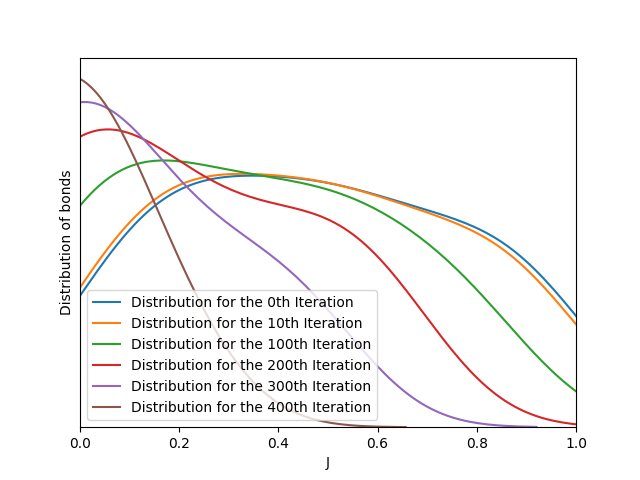 Distribution of bonds
Distribution for the 0th Iteration
Distribution for the 10th Iteration
Distribution for the 100th Iteration
Distribution for the 200th Iteration
Distribution for the 300th Iteration
Distribution for the 400th Iteration
0.0 0.2 0.4 0.6 0.8 1.0
J